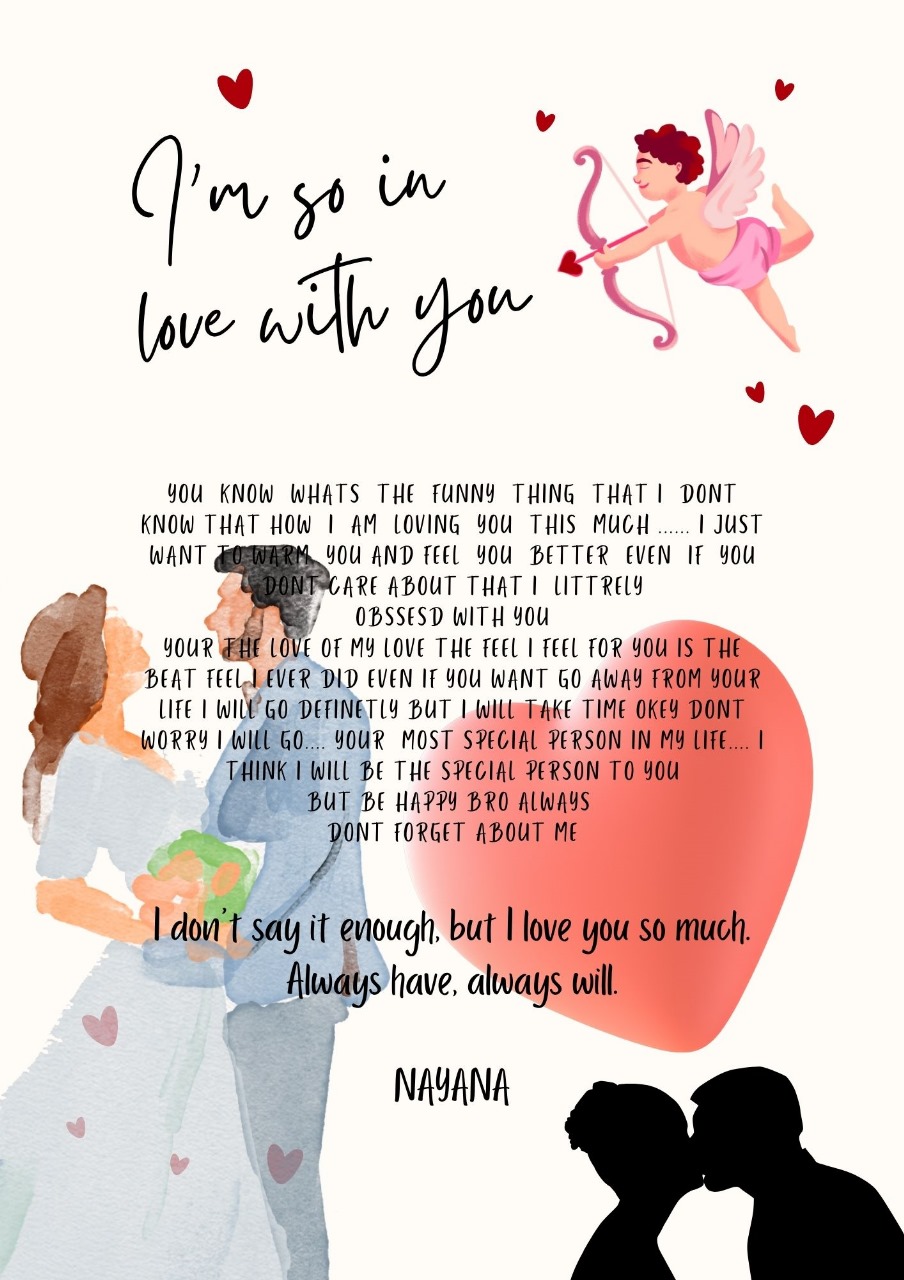 I'm so in
love with you
YOU KNOW WHATS THE FUNNY THING THAT I DONT
KNOW THAT HOW I AM LOVING YOU THIS MUCH ...... I JUST
WANT TO WARM YOU AND FEEL YOU BETTER EVEN IF YOU
DONT CARE ABOUT THAT I LITTRELY
OBSSESD WITH YOU
YOUR THE LOVE OF MY LOVE THE FEEL I FEEL FOR YOU IS THE
BEAT FEEL I EVER DID EVEN IF YOU WANT GO AWAY FROM YOUR
LIFE I WILL GO DEFINETLY BUT I WILL TAKE TIME OKEY DONT
WORRY I WILL GO.... YOUR MOST SPECIAL PERSON IN MY LIFE.... I
THINK I WILL BE THE SPECIAL PERSON TO YOU
BUT BE HAPPY BRO ALWAYS
DONT FORGET ABOUT ME
I don't say it enough, but I love you so much.
Always have, always will.
NAYANA